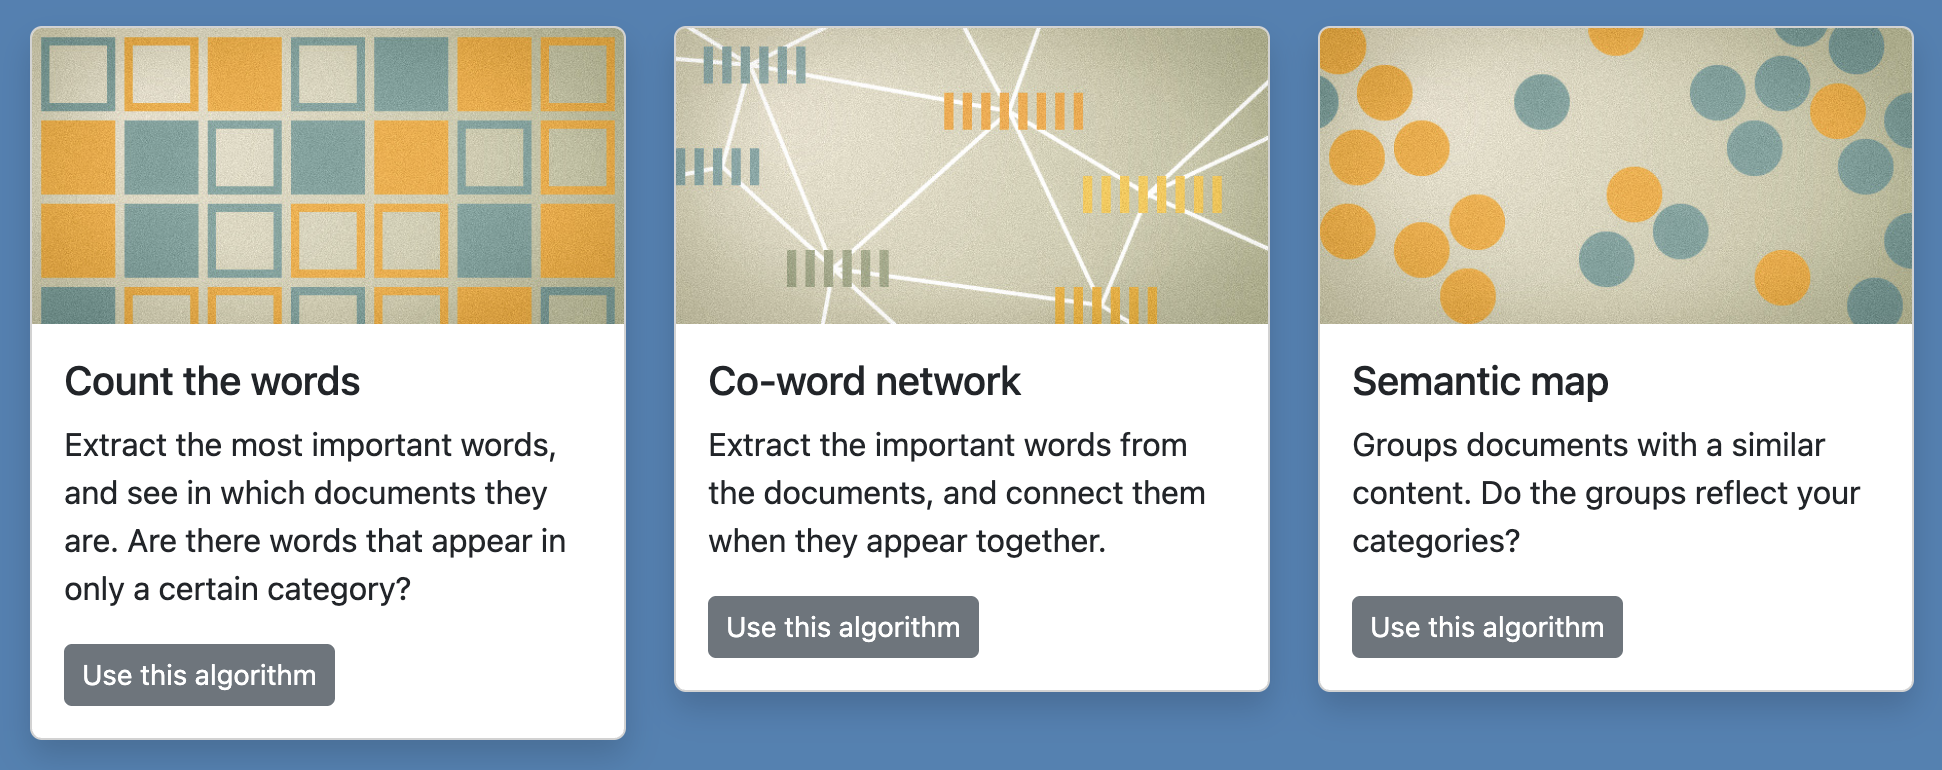 Count the words
Extract the most important words,
and see in which documents they
are. Are there words that appear in
only a certain category?
Use this algorithm
Co-word network
Extract the important words from
the documents, and connect them
when they appear together.
Use this algorithm
Semantic map
Groups documents with a similar
content. Do the groups reflect your
categories?
Use this algorithm